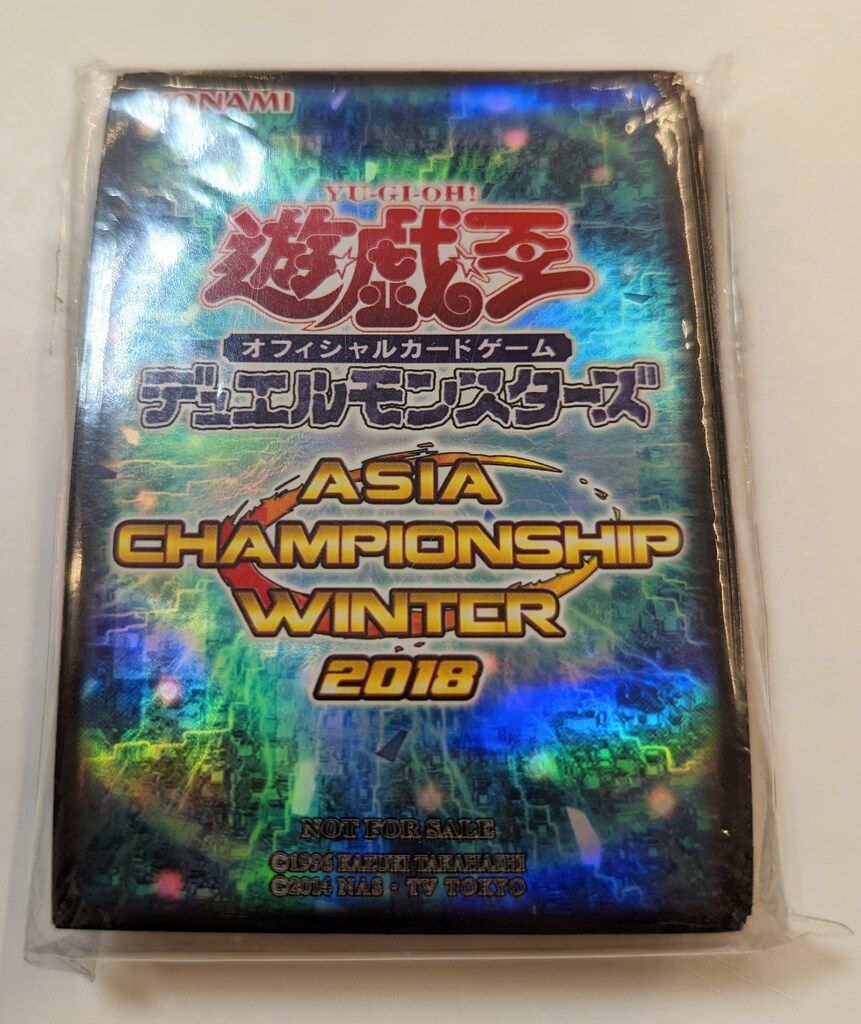 KONAMI
YU-GI-OH!
遊戯王
オフィシャルカードゲーム
デュエルモンスターズ
ASIA
CHAMPIONSHIP
WINTER
2018
NOT FOR SALE
©1996 KAZUKI TAKAHASHI
©2014 NAS・TV TOKYO